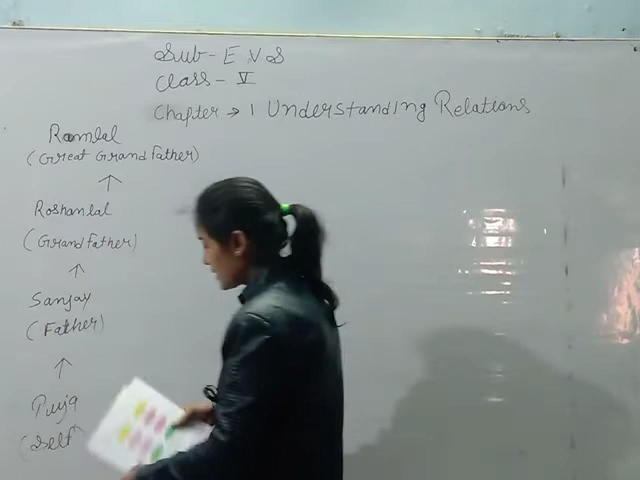 Sub- E V S
Class - V
Chapter → 1 Understanding Relations
Ramlal
(Great Grand Father)
↑
Roshanlal
(Grand Father)
↑
Sanjay
(Father)
↑
Puja
(Self